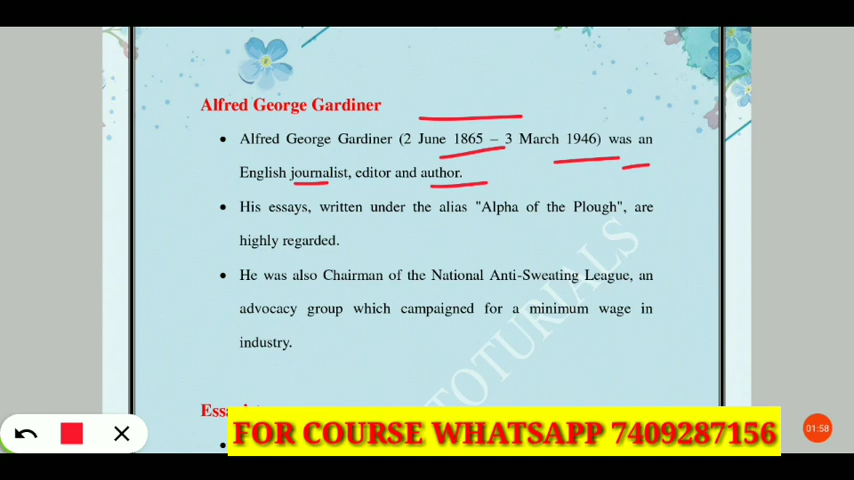 Alfred George Gardiner
• Alfred George Gardiner (2 June 1865 – 3 March 1946) was an
English journalist, editor and author.
• His essays, written under the alias "Alpha of the Plough", are
highly regarded.
• He was also Chairman of the National Anti-Sweating League, an
advocacy group which campaigned for a minimum wage in
industry.
TOTURIALS
FOR COURSE WHATSAPP 7409287156
01:58